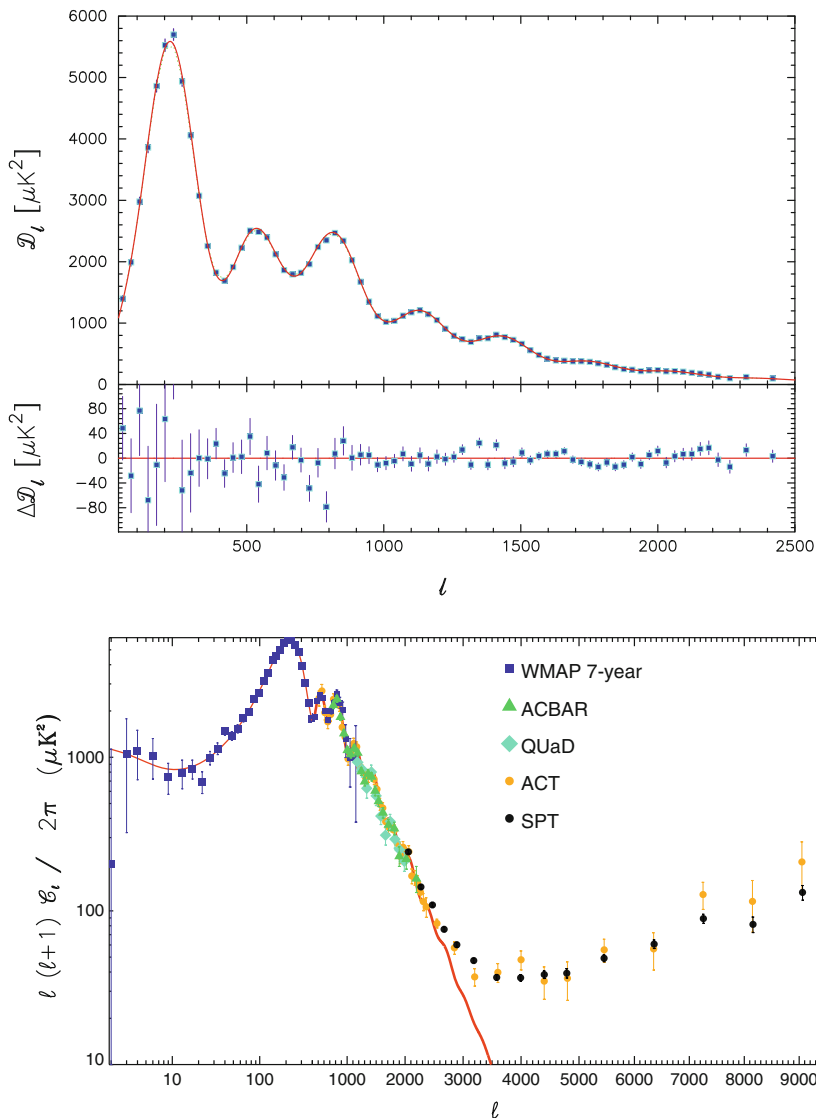 6000
5000
4000
3000
2000
1000
0
𝒟ℓ [μK²]
80
40
0
−40
−80
Δ𝒟ℓ [μK²]
500 1000 1500 2000 2500
ℓ
WMAP 7-year
ACBAR
QUaD
ACT
SPT
1000
100
10
ℓ (ℓ+1) 𝒞ℓ / 2π (μK²)
10 100 1000 2000 3000 4000 5000 6000 7000 8000 9000
ℓ